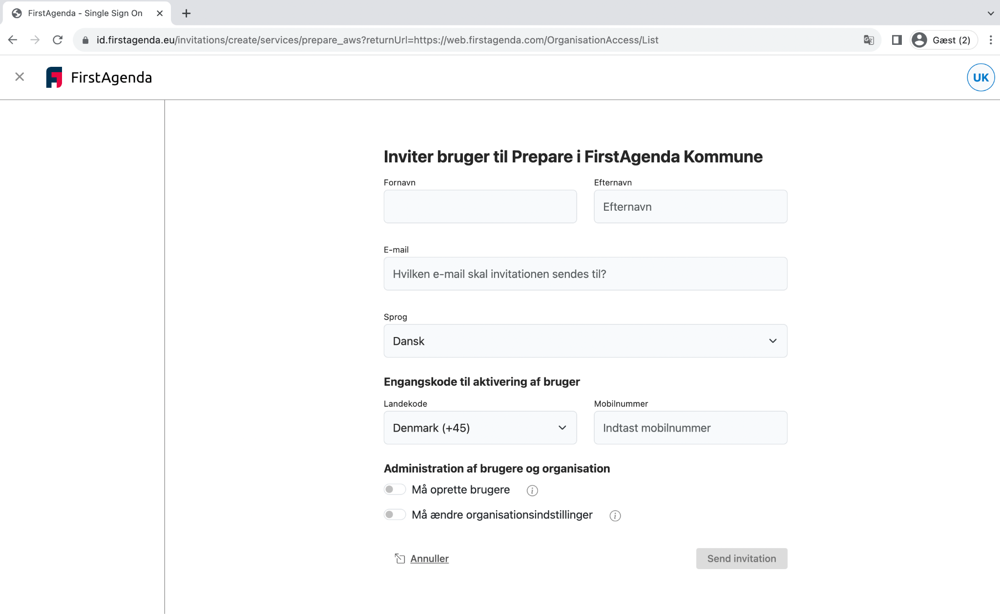 FirstAgenda - Single Sign On
id.firstagenda.eu/invitations/create/services/prepare_aws?returnUrl=https://web.firstagenda.com/OrganisationAccess/List
Gæst (2)
FirstAgenda
UK
Inviter bruger til Prepare i FirstAgenda Kommune
Fornavn
Efternavn
Efternavn
E-mail
Hvilken e-mail skal invitationen sendes til?
Sprog
Dansk
Engangskode til aktivering af bruger
Landekode
Mobilnummer
Denmark (+45)
Indtast mobilnummer
Administration af brugere og organisation
Må oprette brugere
Må ændre organisationsindstillinger
Annuller
Send invitation